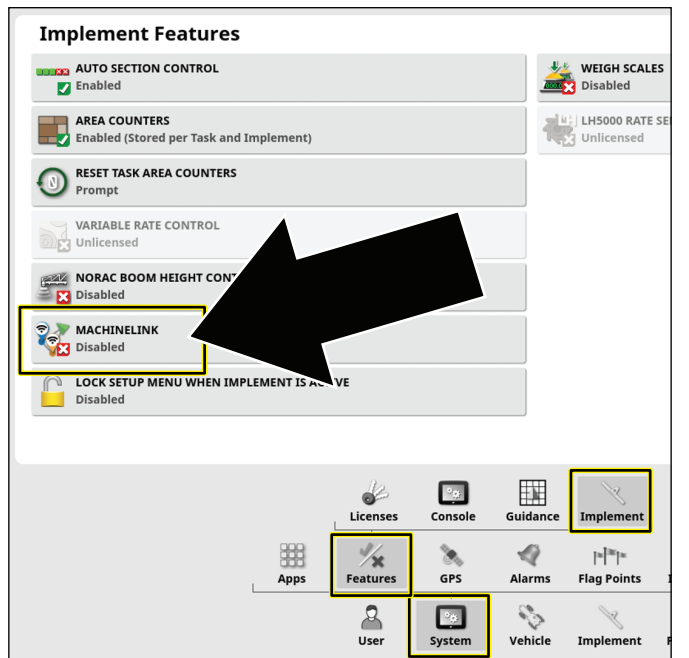 Implement Features
AUTO SECTION CONTROL
Enabled
AREA COUNTERS
Enabled (Stored per Task and Implement)
RESET TASK AREA COUNTERS
Prompt
VARIABLE RATE CONTROL
Unlicensed
NORAC BOOM HEIGHT
Disabled
MACHINELINK
Disabled
LOCK SETUP MENU WHEN IMPLEMENT IS
Disabled
WEIGH SCALES
Disabled
LH5000 RATE
Unlicensed
Licenses
Console
Guidance
Implement
Apps
Features
GPS
Alarms
Flag Points
User
System
Vehicle
Implement